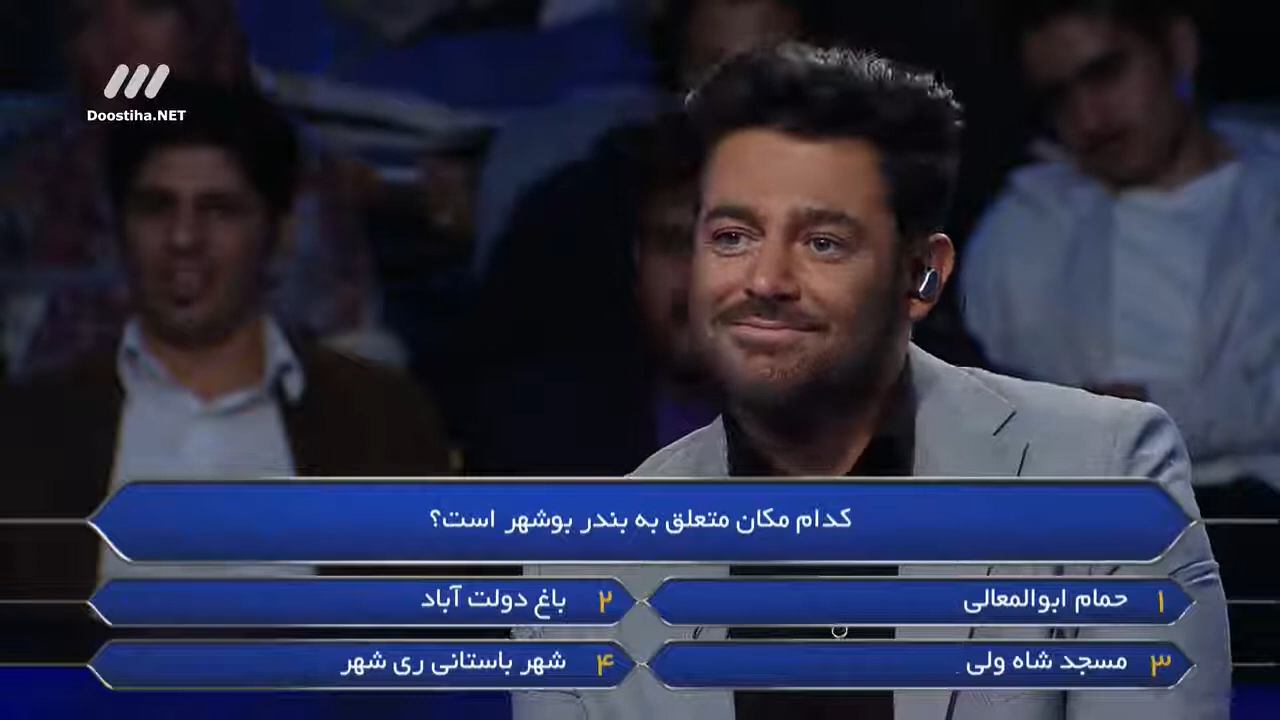 Doostiha.NET
کدام مکان متعلق به بندر بوشهر است؟
۱ حمام ابوالمعالی
۲ باغ دولت آباد
۳ مسجد شاه ولی
۴ شهر باستانی ری شهر